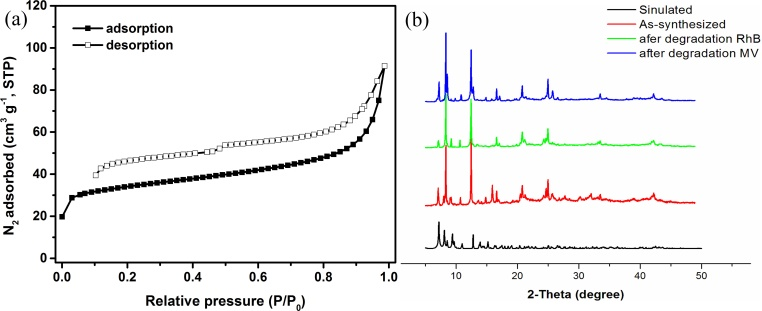 (a)
N2 adsorbed (cm3 g-1, STP)
120
100
80
60
40
20
0
adsorption
desorption
0.0 0.2 0.4 0.6 0.8 1.0
Relative pressure (P/P0)
(b)
Sinulated
As-synthesized
afer degradation RhB
after degradation MV
10 20 30 40 50
2-Theta (degree)